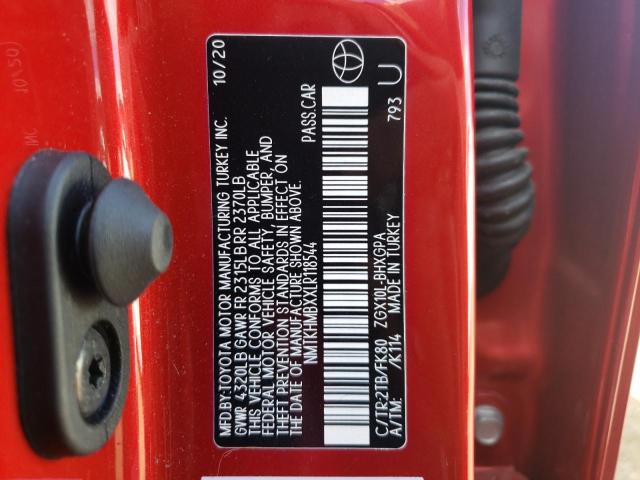 MFD.BY:TOYOTA MOTOR MANUFACTURING TURKEY INC. 10/20
GVWR 4320LB GAWR FR 2315LB RR 2370LB
THIS VEHICLE CONFORMS TO ALL APPLICABLE
FEDERAL MOTOR VEHICLE SAFETY, BUMPER, AND
THEFT PREVENTION STANDARDS IN EFFECT ON
THE DATE OF MANUFACTURE SHOWN ABOVE.
NMTKHMBXXLR118544 PASS.CAR
C/TR:2TB/FK80 ZGX10L-BHXGPA
A/TM: /K114 MADE IN TURKEY 793 U